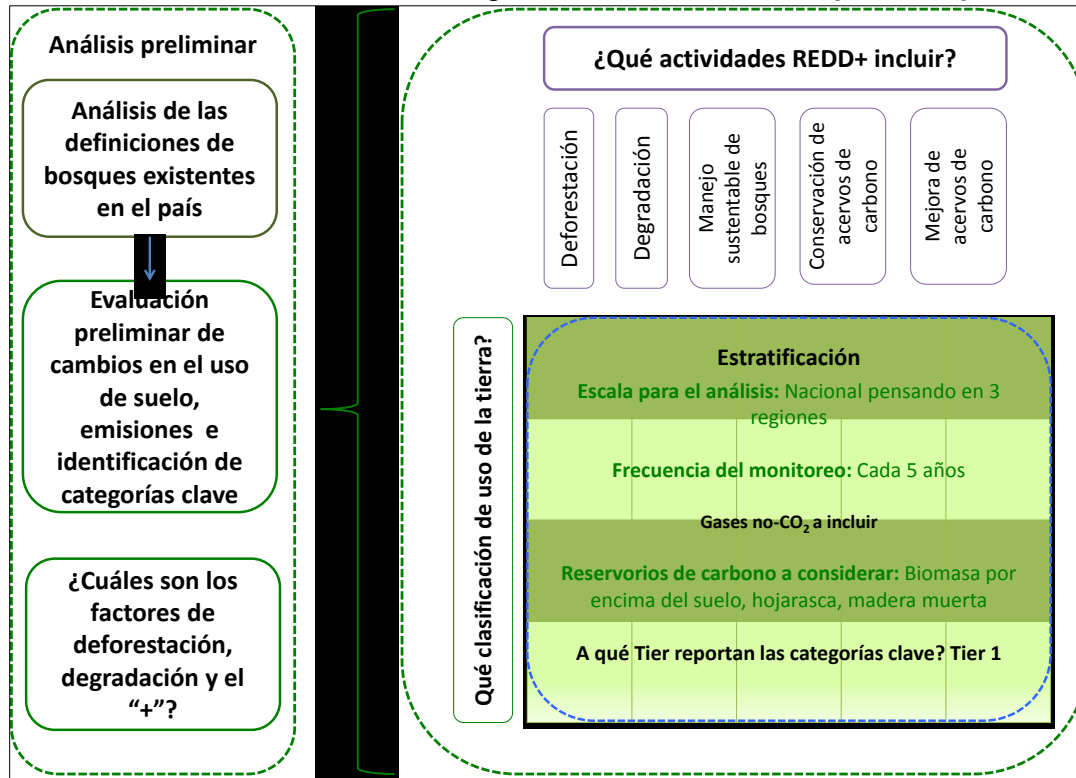 Análisis preliminar
Análisis de las
definiciones de
bosques existentes
en el país
Evaluación
preliminar de
cambios en el uso
de suelo,
emisiones e
identificación de
categorías clave
¿Cuáles son los
factores de
deforestación,
degradación y el
“+”?
¿Qué actividades REDD+ incluir?
Deforestación
Degradación
Manejo
sustentable de
bosques
Conservación de
acervos de
carbono
Mejora de
acervos de
carbono
Qué clasificación de uso de la tierra?
Estratificación
Escala para el análisis: Nacional pensando en 3
regiones
Frecuencia del monitoreo: Cada 5 años
Gases no-CO₂ a incluir
Reservorios de carbono a considerar: Biomasa por
encima del suelo, hojarasca, madera muerta
A qué Tier reportan las categorías clave? Tier 1